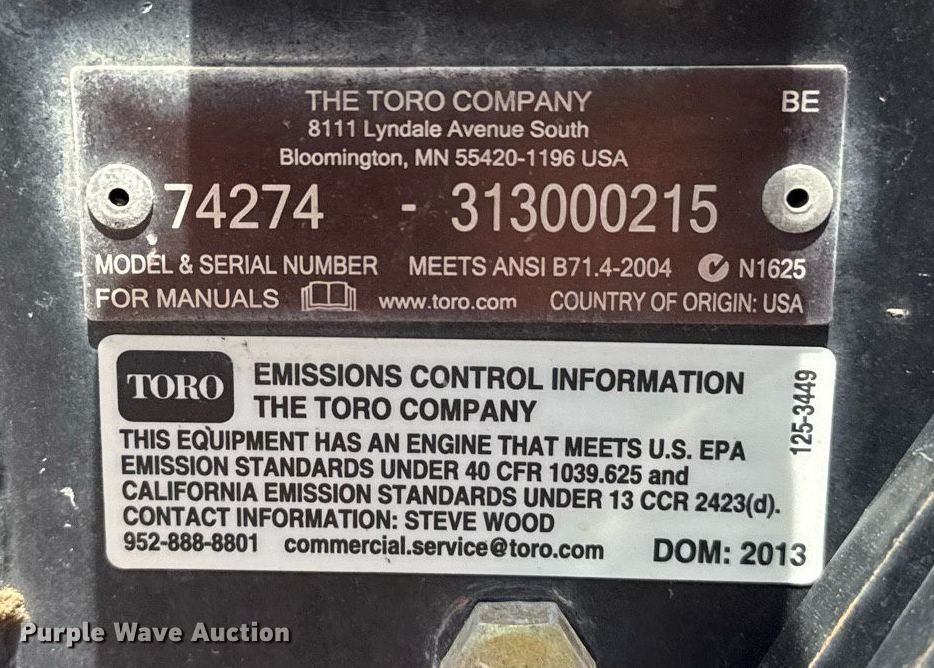 THE TORO COMPANY BE
8111 Lyndale Avenue South
Bloomington, MN 55420-1196 USA
74274 - 313000215
MODEL & SERIAL NUMBER MEETS ANSI B71.4-2004 N1625
FOR MANUALS www.toro.com COUNTRY OF ORIGIN: USA
TORO
EMISSIONS CONTROL INFORMATION
THE TORO COMPANY
125-3449
THIS EQUIPMENT HAS AN ENGINE THAT MEETS U.S. EPA
EMISSION STANDARDS UNDER 40 CFR 1039.625 and
CALIFORNIA EMISSION STANDARDS UNDER 13 CCR 2423(d).
CONTACT INFORMATION: STEVE WOOD
952-888-8801 commercial.service@toro.com DOM: 2013
Purple Wave Auction